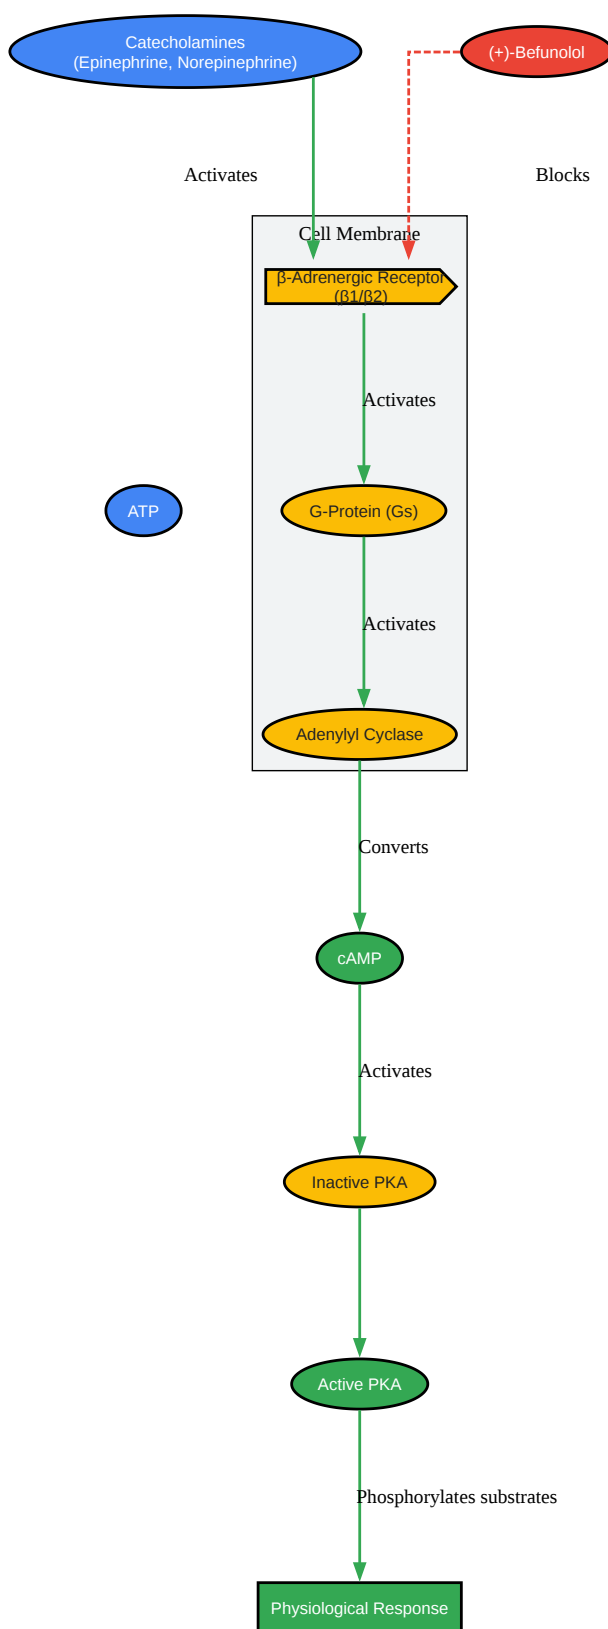 Catecholamines
(Epinephrine, Norepinephrine)
(+)-Befunolol
Activates
Blocks
Cell Membrane
β-Adrenergic Receptor
(β1/β2)
Activates
ATP
G-Protein (Gs)
Activates
Adenylyl Cyclase
Converts
cAMP
Activates
Inactive PKA
Active PKA
Phosphorylates substrates
Physiological Response